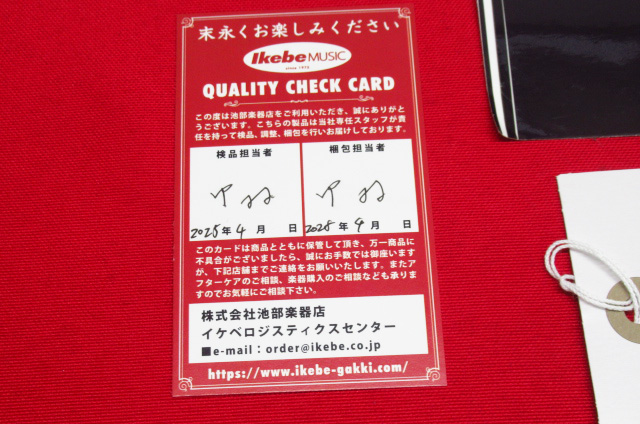 末永くお楽しみください
Ikebe MUSIC
since 1975
QUALITY CHECK CARD
この度は池部楽器店をご利用いただき、誠にありがと
うございます。こちらの製品は当社専任スタッフが責
任を持って検品、調整、梱包を行いお届けしております。
検品担当者 梱包担当者
2025年 4月 日 2025年 4月 日
このカードは商品とともに保管して頂き、万一商品に
不具合がございましたら、誠にお手数では御座います
が、下記店舗までご連絡をお願いいたします。またア
フターケアのご相談、楽器購入のご相談なども承りま
すのでお気軽にご相談下さい。
株式会社池部楽器店
イケベロジスティクスセンター
■e-mail：order@ikebe.co.jp
https://www.ikebe-gakki.com/